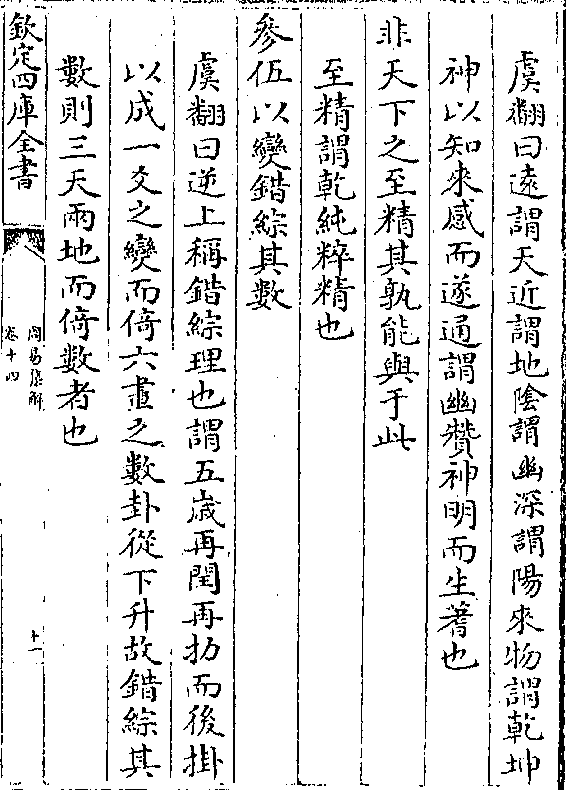 虞翻曰遠謂天近謂地陰謂幽深謂陽來物謂乾坤
神以知來感而遂通謂幽贊神明而生蓍也
非天下之至精其孰能與于此
至精謂乾純粹精也
參伍以變錯綜其數
虞翻曰逆上稱錯綜理也謂五歲再閏再扐而後掛
以成一爻之變而倚六畫之數卦從下升故錯綜其
數則三天兩地而倚數者也
欽定四庫全書
周易集解
卷十四
十一